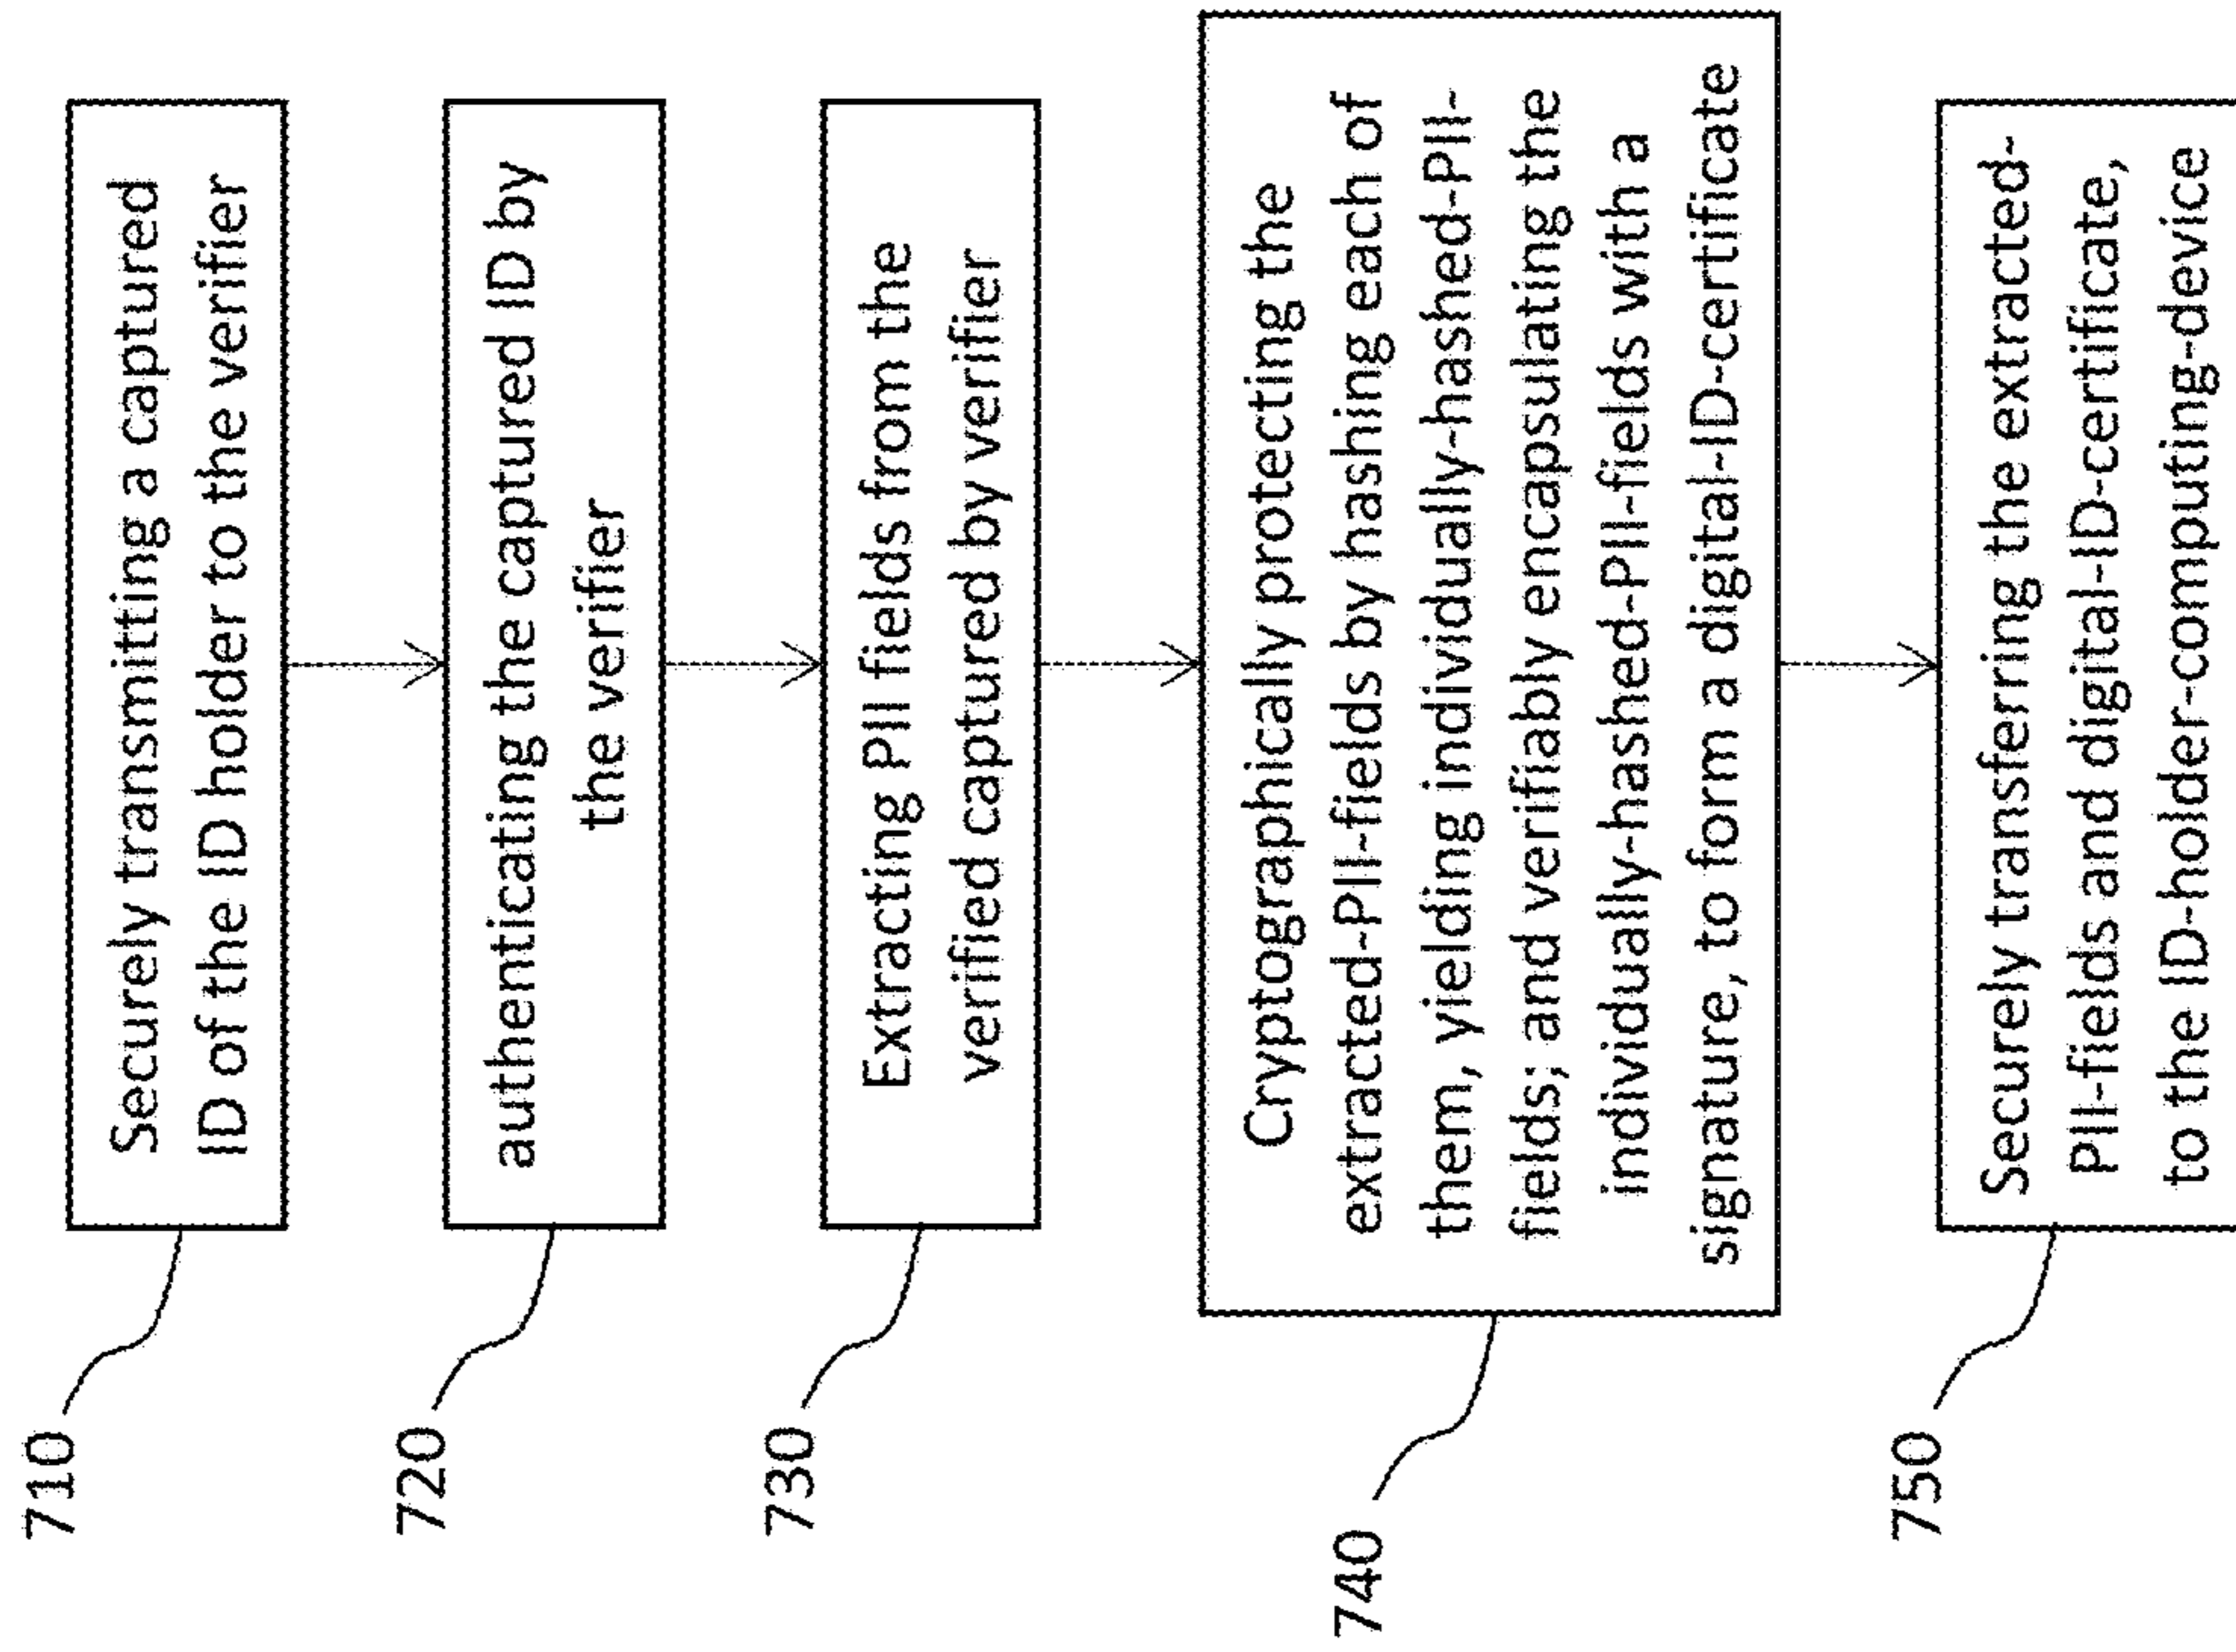 710
Securely transmitting a captured
ID of the ID holder to the verifier
720
authenticating the captured ID by
the verifier
730
Extracting PII fields from the
verified captured by verifier
740
Cryptographically protecting the
extracted-PII-fields by hashing each of
them, yielding individually-hashed-PII-
fields; and verifiably encapsulating the
individually-hashed-PII-fields with a
signature, to form a digital-ID-certificate
750
Securely transferring the extracted-
PII-fields and digital-ID-certificate,
to the ID-holder-computing-device